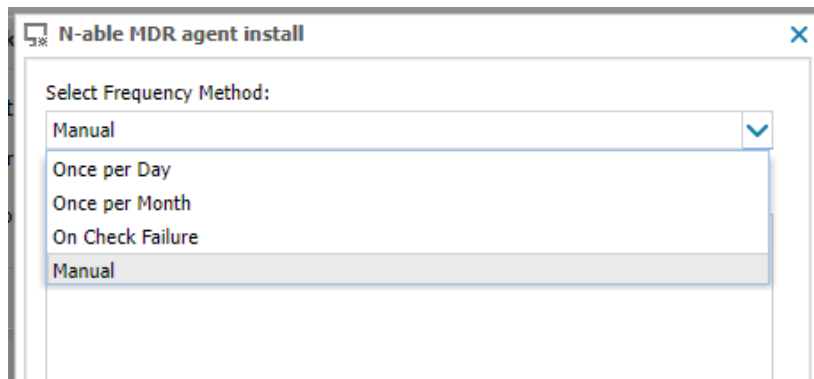 N-able MDR agent install
Select Frequency Method:
Manual
Once per Day
Once per Month
On Check Failure
Manual